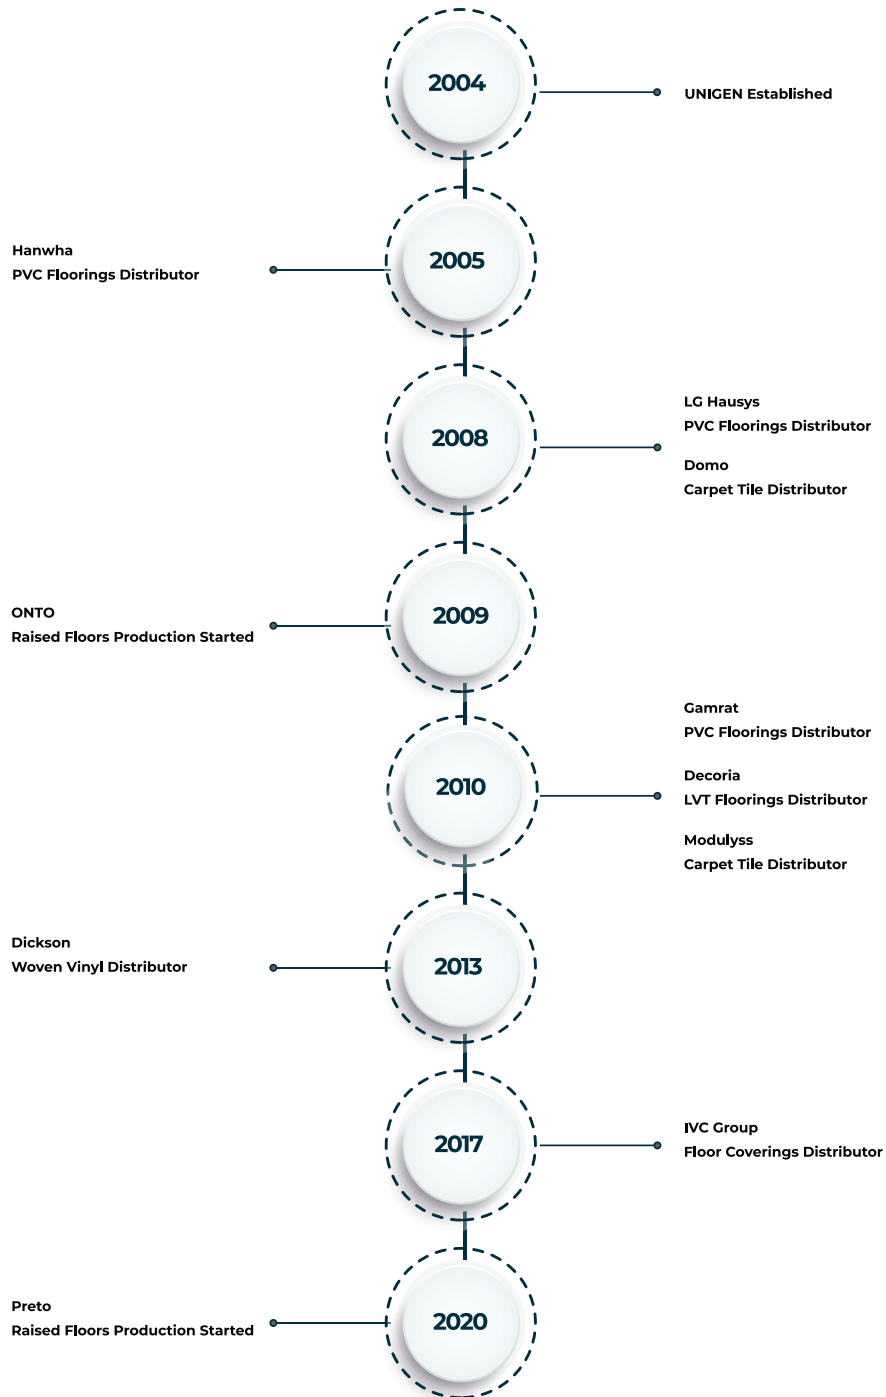 2004
UNIGEN Established
2005
Hanwha
PVC Floorings Distributor
2008
LG Hausys
PVC Floorings Distributor
Domo
Carpet Tile Distributor
2009
ONTO
Raised Floors Production Started
2010
Gamrat
PVC Floorings Distributor
Decoria
LVT Floorings Distributor
Modulyss
Carpet Tile Distributor
2013
Dickson
Woven Vinyl Distributor
2017
IVC Group
Floor Coverings Distributor
2020
Preto
Raised Floors Production Started